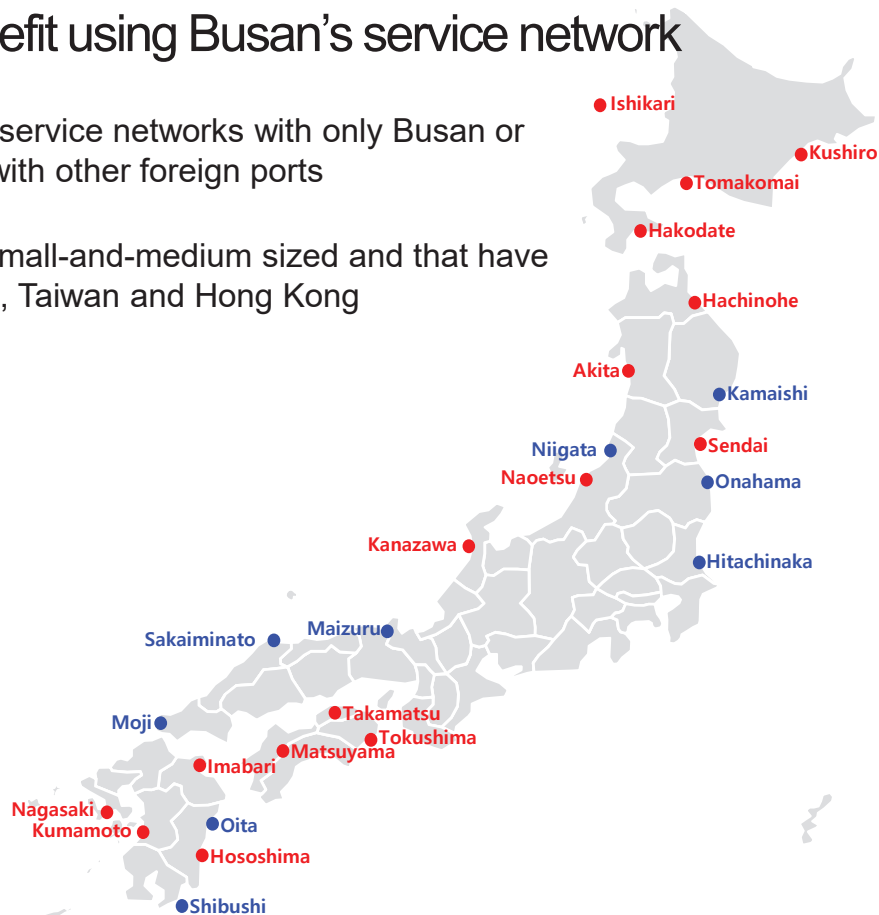 efit using Busan's service network
service networks with only Busan or
with other foreign ports
mall-and-medium sized and that have
, Taiwan and Hong Kong
Ishikari
Kushiro
Tomakomai
Hakodate
Hachinohe
Akita
Kamaishi
Sendai
Niigata
Naoetsu
Onahama
Kanazawa
Hitachinaka
Maizuru
Sakaiminato
Takamatsu
Moji
Tokushima
Matsuyama
Imabari
Nagasaki
Oita
Kumamoto
Hososhima
Shibushi